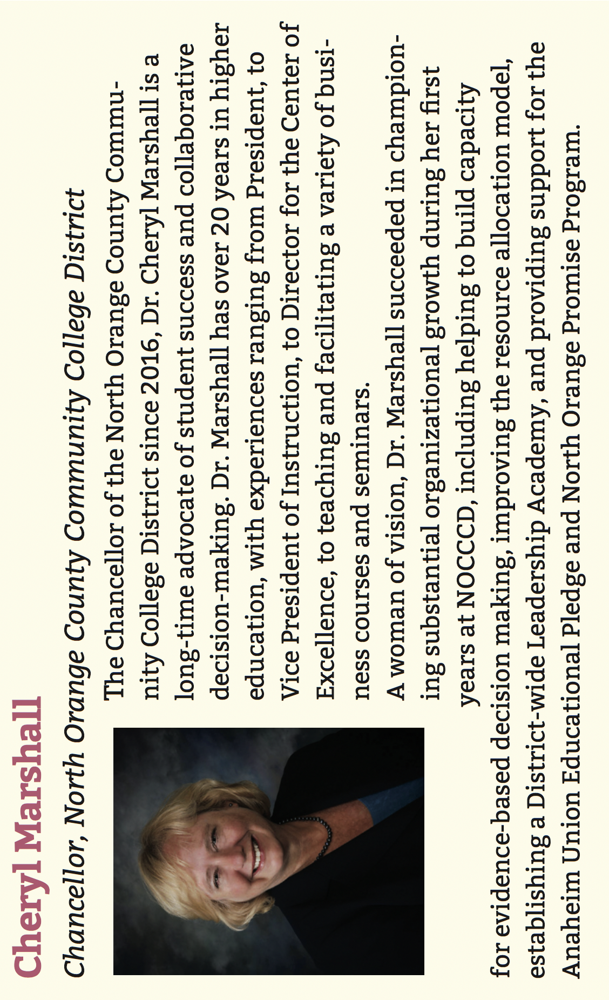 Cheryl Marshall
Chancellor, North Orange County Community College District
The Chancellor of the North Orange County Commu-
nity College District since 2016, Dr. Cheryl Marshall is a
long-time advocate of student success and collaborative
decision-making. Dr. Marshall has over 20 years in higher
education, with experiences ranging from President, to
Vice President of Instruction, to Director for the Center of
Excellence, to teaching and facilitating a variety of busi-
ness courses and seminars.
A woman of vision, Dr. Marshall succeeded in champion-
ing substantial organizational growth during her first
years at NOCCCD, including helping to build capacity
for evidence-based decision making, improving the resource allocation model,
establishing a District-wide Leadership Academy, and providing support for the
Anaheim Union Educational Pledge and North Orange Promise Program.